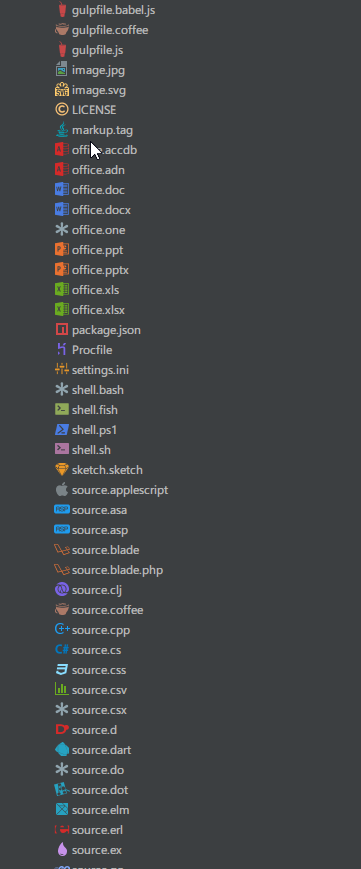 gulpfile.babel.js
gulpfile.coffee
gulpfile.js
image.jpg
image.svg
LICENSE
markup.tag
office.accdb
office.adn
office.doc
office.docx
office.one
office.ppt
office.pptx
office.xls
office.xlsx
package.json
Procfile
settings.ini
shell.bash
shell.fish
shell.ps1
shell.sh
sketch.sketch
source.applescript
source.asa
source.asp
source.blade
source.blade.php
source.clj
source.coffee
source.cpp
source.cs
source.css
source.csv
source.csx
source.d
source.dart
source.do
source.dot
source.elm
source.erl
source.ex